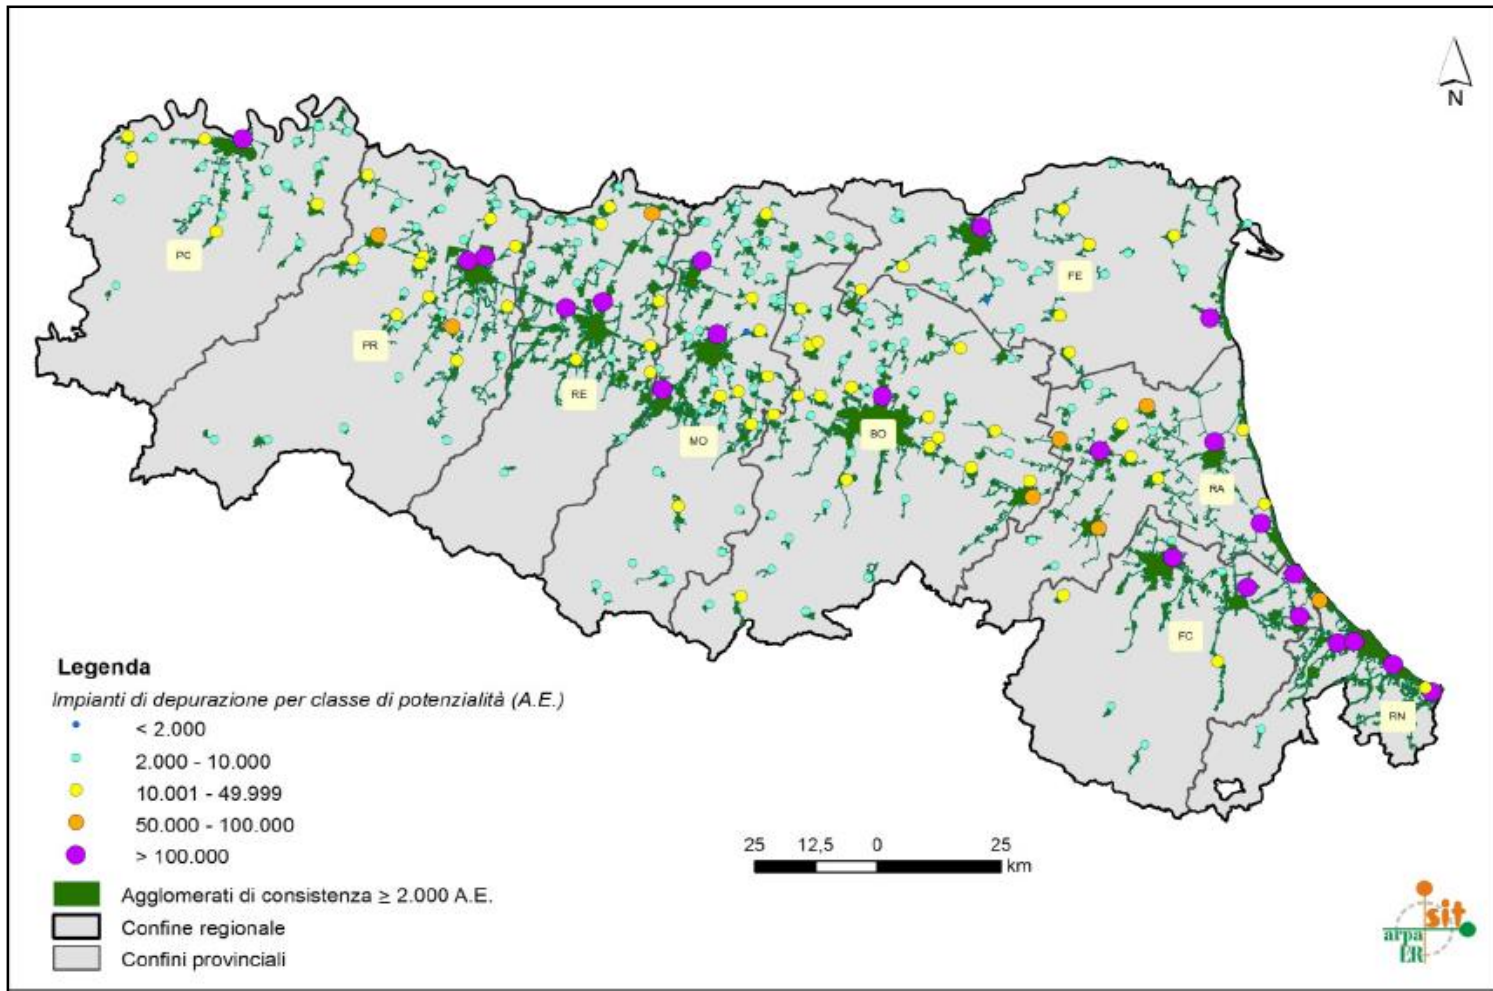 N
PC
FE
PR
RE
MO
BO
RA
FC
RN
Legenda
Impianti di depurazione per classe di potenzialità (A.E.)
< 2.000
2.000 - 10.000
10.001 - 49.999
50.000 - 100.000
> 100.000
Agglomerati di consistenza ≥ 2.000 A.E.
Confine regionale
Confini provinciali
25 12,5 0 25
km
sit
arpa
ER